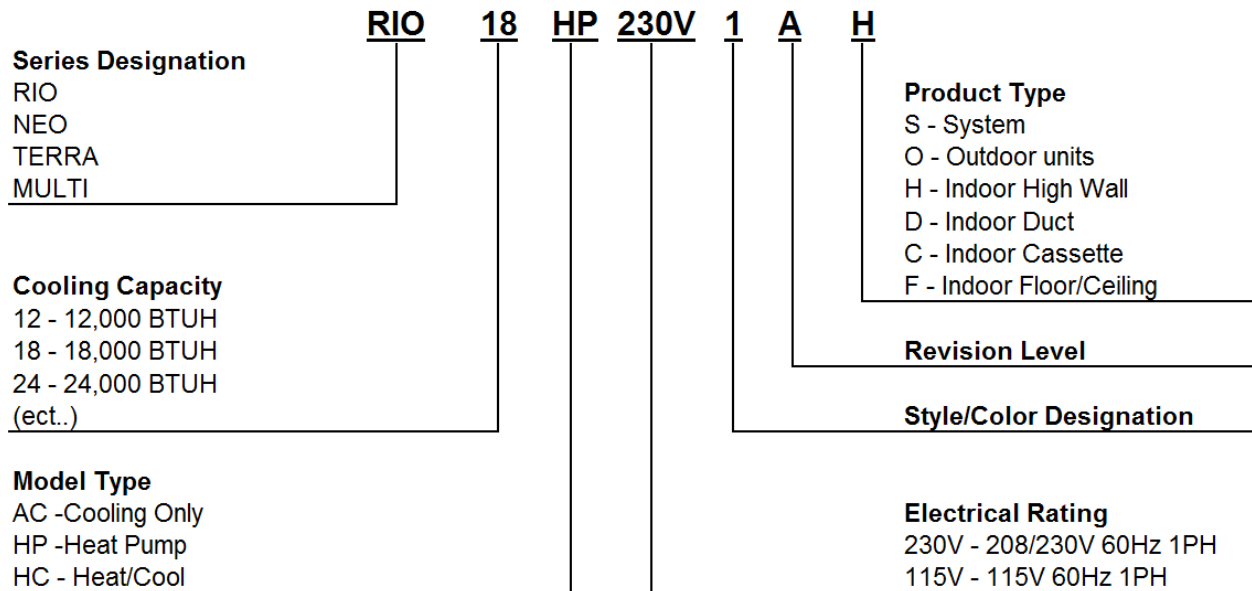 RIO 18 HP 230V 1 A H
Series Designation
RIO
NEO
TERRA
MULTI
Cooling Capacity
12 - 12,000 BTUH
18 - 18,000 BTUH
24 - 24,000 BTUH
(ect..)
Model Type
AC -Cooling Only
HP -Heat Pump
HC - Heat/Cool
Product Type
S - System
O - Outdoor units
H - Indoor High Wall
D - Indoor Duct
C - Indoor Cassette
F - Indoor Floor/Ceiling
Revision Level
Style/Color Designation
Electrical Rating
230V - 208/230V 60Hz 1PH
115V - 115V 60Hz 1PH